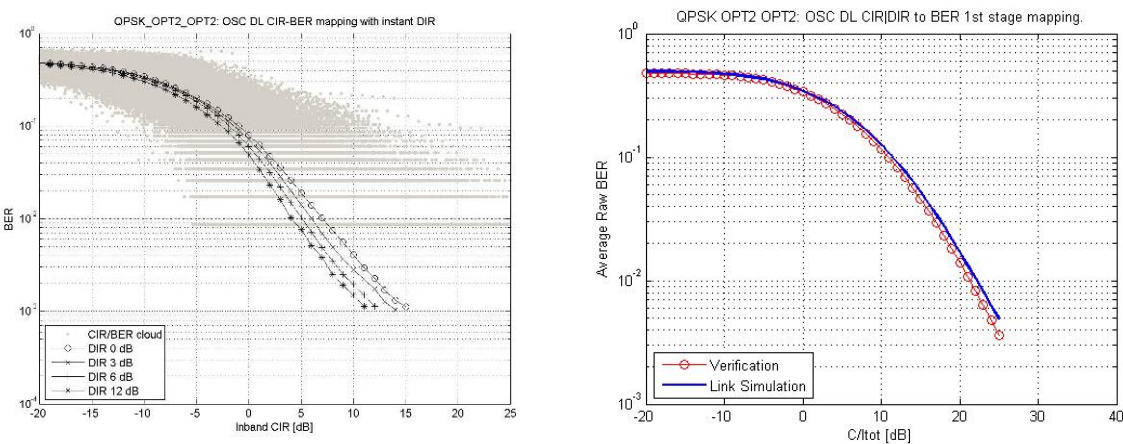 QPSK_OPT2_OPT2: OSC DL CIR-BER mapping with instant DIR
10^0
10^-1
10^-2
10^-3
10^-4
BER
CIR/BER cloud
DIR 0 dB
DIR 3 dB
DIR 6 dB
DIR 12 dB
-20 -15 -10 -5 0 5 10 15 20 25
Inband CIR [dB]
QPSK OPT2 OPT2: OSC DL CIR|DIR to BER 1st stage mapping.
10^0
10^-1
10^-2
10^-3
Average Raw BER
Verification
Link Simulation
-20 -10 0 10 20 30 40
C/Itot [dB]